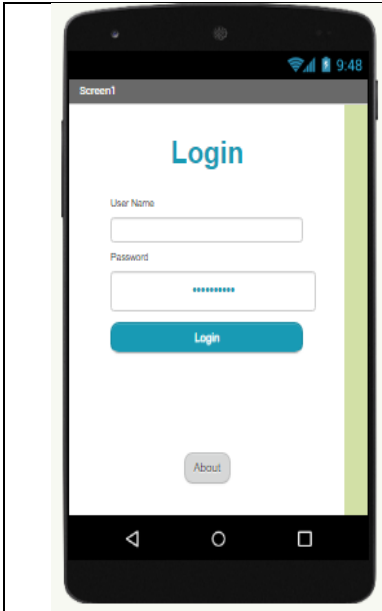 9:48
Screen1
Login
User Name
Password
••••••••••
Login
About